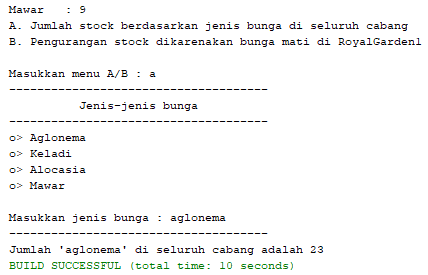 Mawar   : 9
A. Jumlah stock berdasarkan jenis bunga di seluruh cabang
B. Pengurangan stock dikarenakan bunga mati di RoyalGarden1
Masukkan menu A/B : a
-------------------------------------
Jenis-jenis bunga
-------------------------------------
o> Aglonema
o> Keladi
o> Alocasia
o> Mawar
Masukkan jenis bunga : aglonema
-------------------------------------
Jumlah 'aglonema' di seluruh cabang adalah 23
BUILD SUCCESSFUL (total time: 10 seconds)